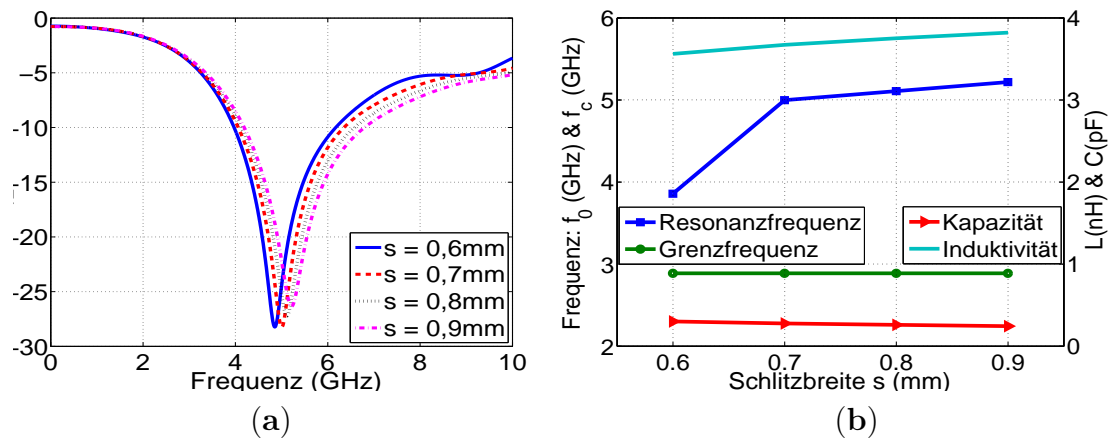 0
–5
-10
-15
-20
-25
-30
0
2
4
6
8
10
Frequenz (GHz)
s = 0,6mm
s = 0,7mm
s = 0,8mm
s = 0,9mm
(a)
Frequenz: f0 (GHz) & fc (GHz)
6
5
4
3
2
4
3
2
1
0
L(nH) & C(pF)
Resonanzfrequenz
Grenzfrequenz
Kapazität
Induktivität
0.6
0.7
0.8
0.9
Schlitzbreite s (mm)
(b)